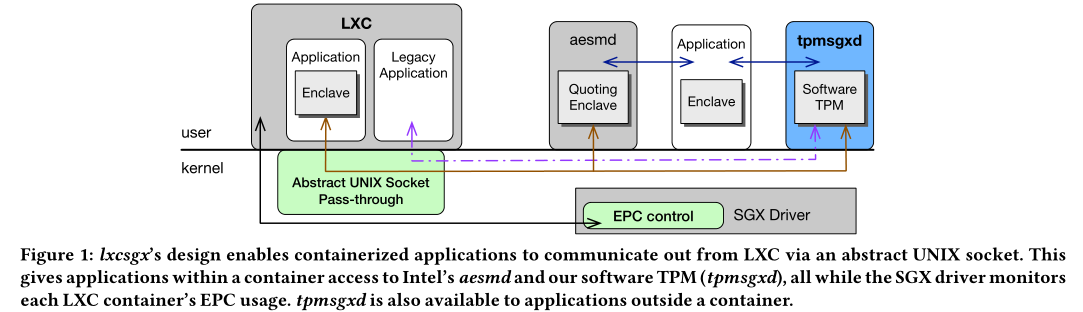 LXC
Application
Enclave
Legacy
Application
aesmd
Quoting
Enclave
Application
Enclave
tpmsgxd
Software
TPM
user
kernel
Abstract UNIX Socket
Pass-through
EPC control
SGX Driver
Figure 1: lxcsgx's design enables containerized applications to communicate out from LXC via an abstract UNIX socket. This
gives applications within a container access to Intel's aesmd and our software TPM (tpmsgxd), all while the SGX driver monitors
each LXC container's EPC usage. tpmsgxd is also available to applications outside a container.